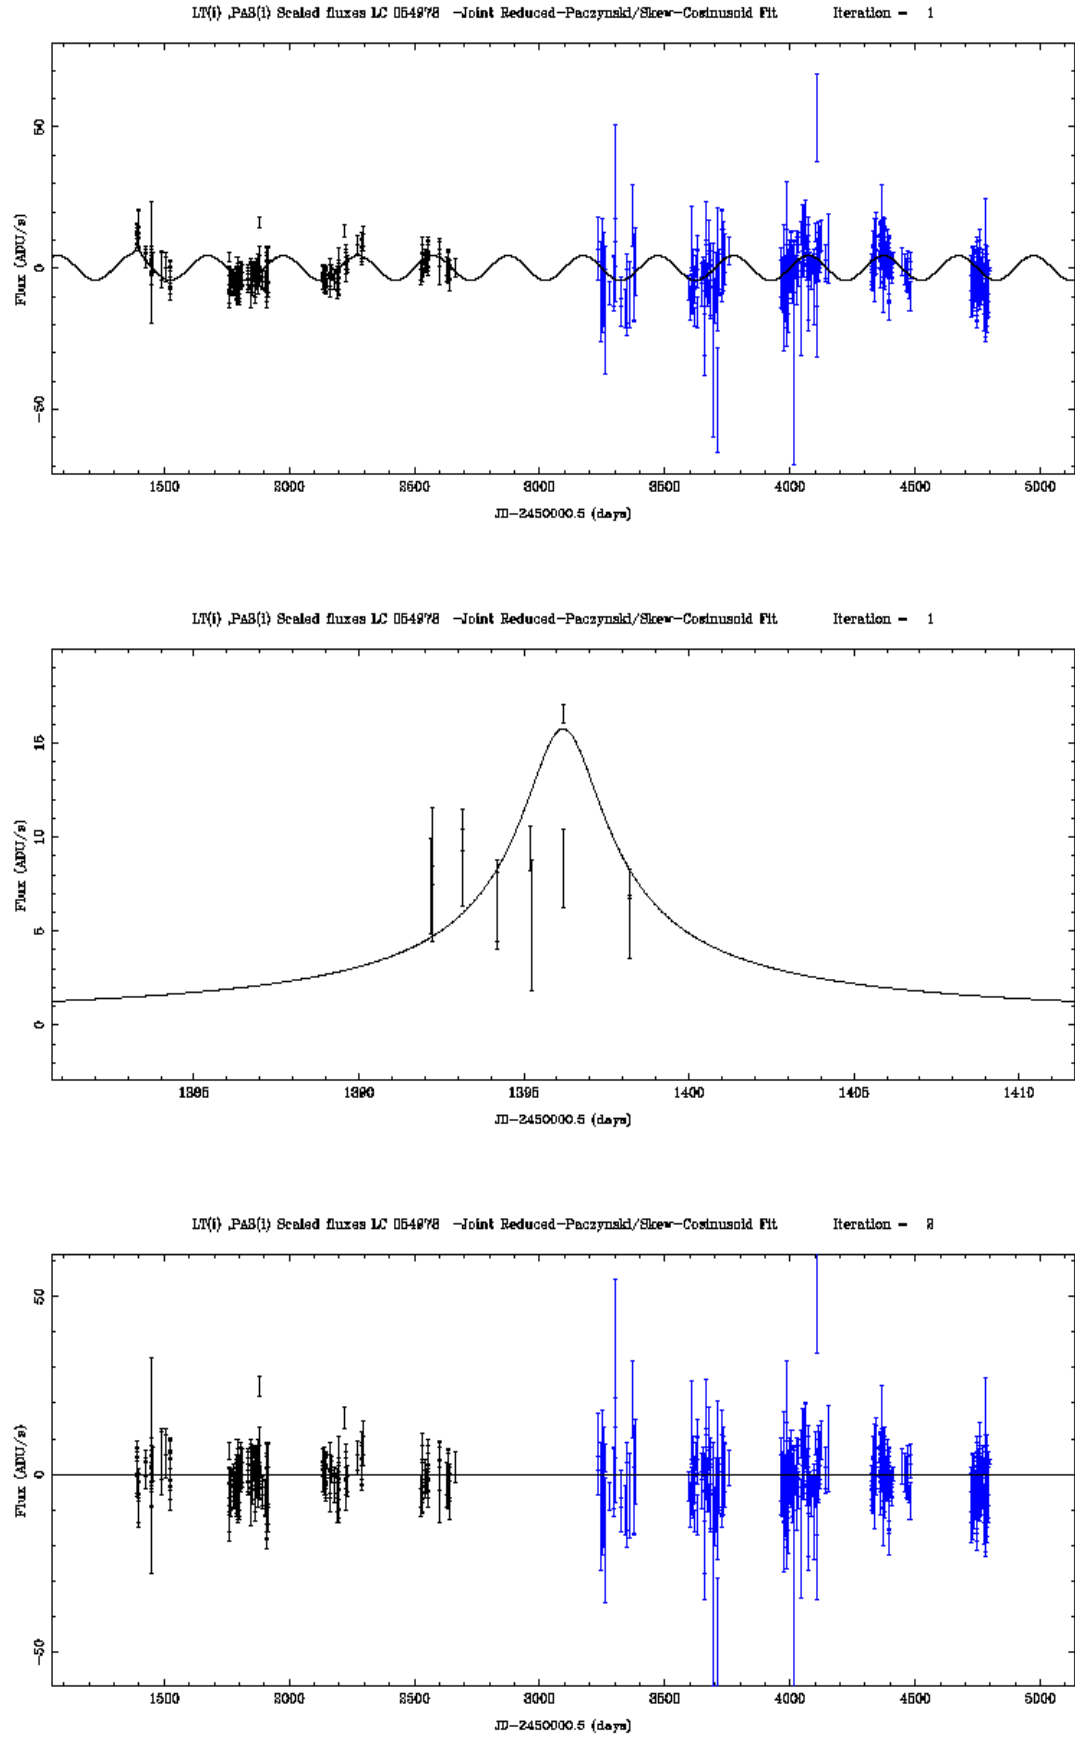 LT(i) ,PA3(i) Scaled fluxes LC 054978 -Joint Reduced-Paczynski/Skew-Cosinusoid Fit Iteration = 1
50
0
-50
Flux (ADU/s)
1500 2000 2500 3000 3500 4000 4500 5000
JD-2450000.5 (days)
LT(i) ,PA3(i) Scaled fluxes LC 054978 -Joint Reduced-Paczynski/Skew-Cosinusoid Fit Iteration = 1
15
10
5
0
Flux (ADU/s)
1385 1390 1395 1400 1405 1410
JD-2450000.5 (days)
LT(i) ,PA3(i) Scaled fluxes LC 054978 -Joint Reduced-Paczynski/Skew-Cosinusoid Fit Iteration = 2
50
0
-50
Flux (ADU/s)
1500 2000 2500 3000 3500 4000 4500 5000
JD-2450000.5 (days)